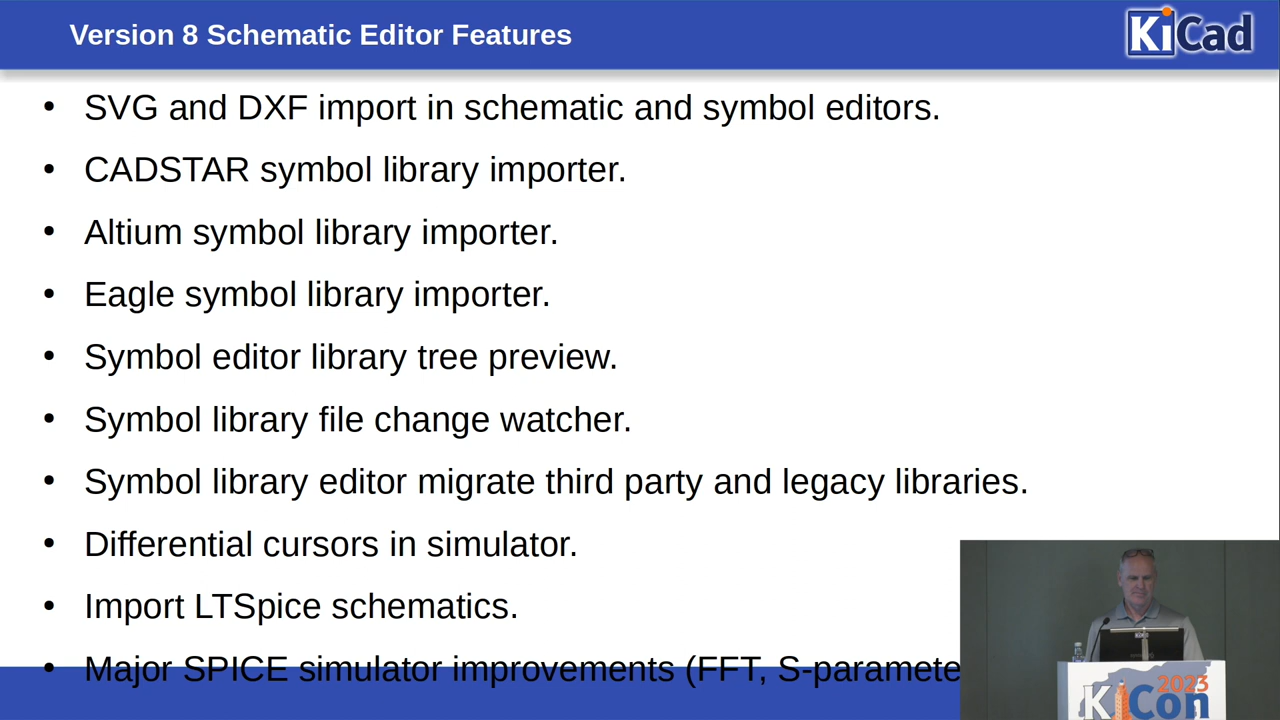 Version 8 Schematic Editor Features
KiCad
• SVG and DXF import in schematic and symbol editors.
• CADSTAR symbol library importer.
• Altium symbol library importer.
• Eagle symbol library importer.
• Symbol editor library tree preview.
• Symbol library file change watcher.
• Symbol library editor migrate third party and legacy libraries.
• Differential cursors in simulator.
• Import LTSpice schematics.
• Major SPICE simulator improvements (FFT, S-paramete
2023
KiCon